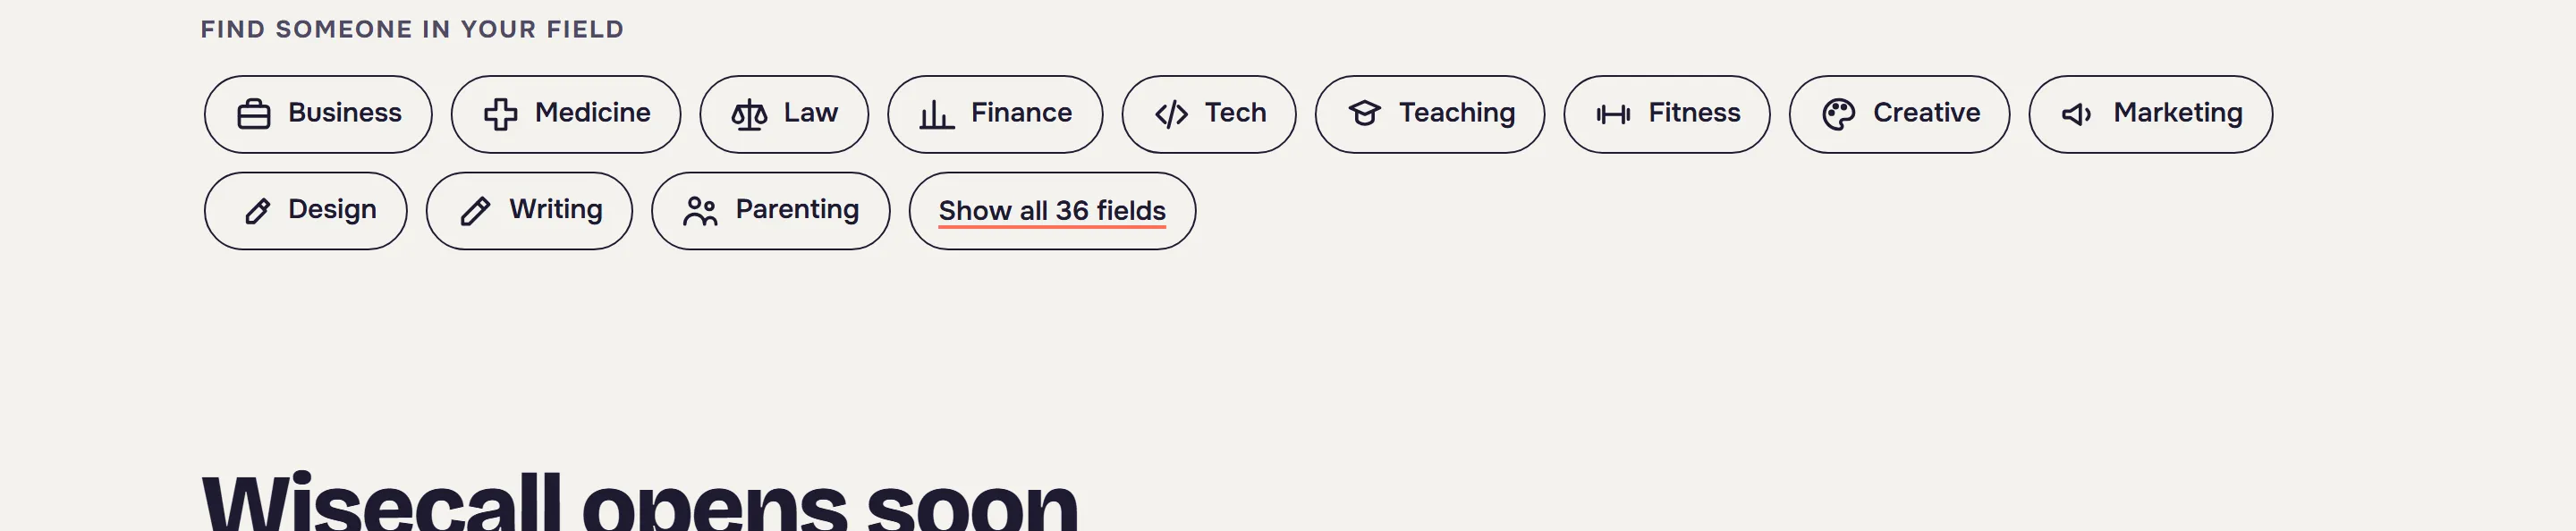 FIND SOMEONE IN YOUR FIELD
Business Medicine Law Finance Tech Teaching Fitness Creative Marketing
Design Writing Parenting Show all 36 fields
Wisecall opens soon